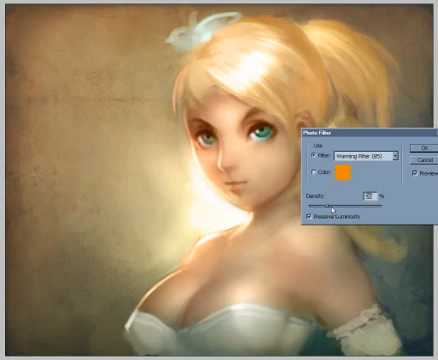 Photo Filter
Use
Filter: Warming Filter (85)
OK
Cancel
Color:
Preview
Density: %
Preserve Luminosity